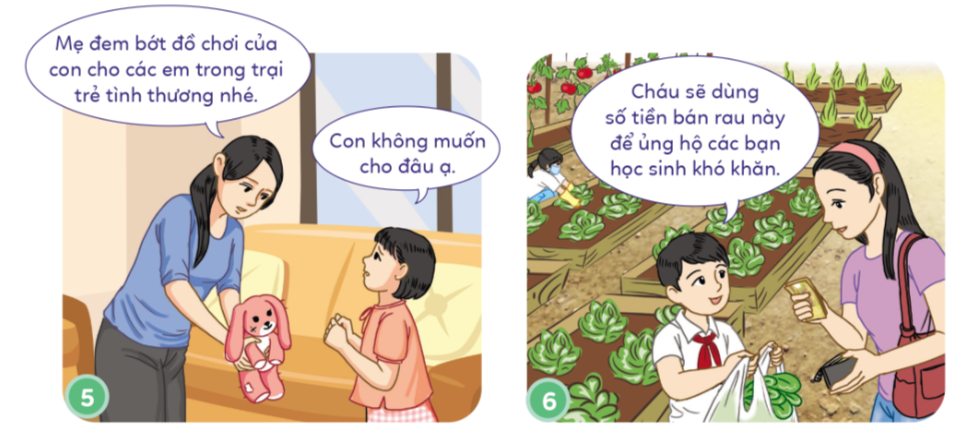 Mẹ đem bớt đồ chơi của
con cho các em trong trại
trẻ tình thương nhé.
Con không muốn
cho đâu ạ.
5
Cháu sẽ dùng
số tiền bán rau này
để ủng hộ các bạn
học sinh khó khăn.
6